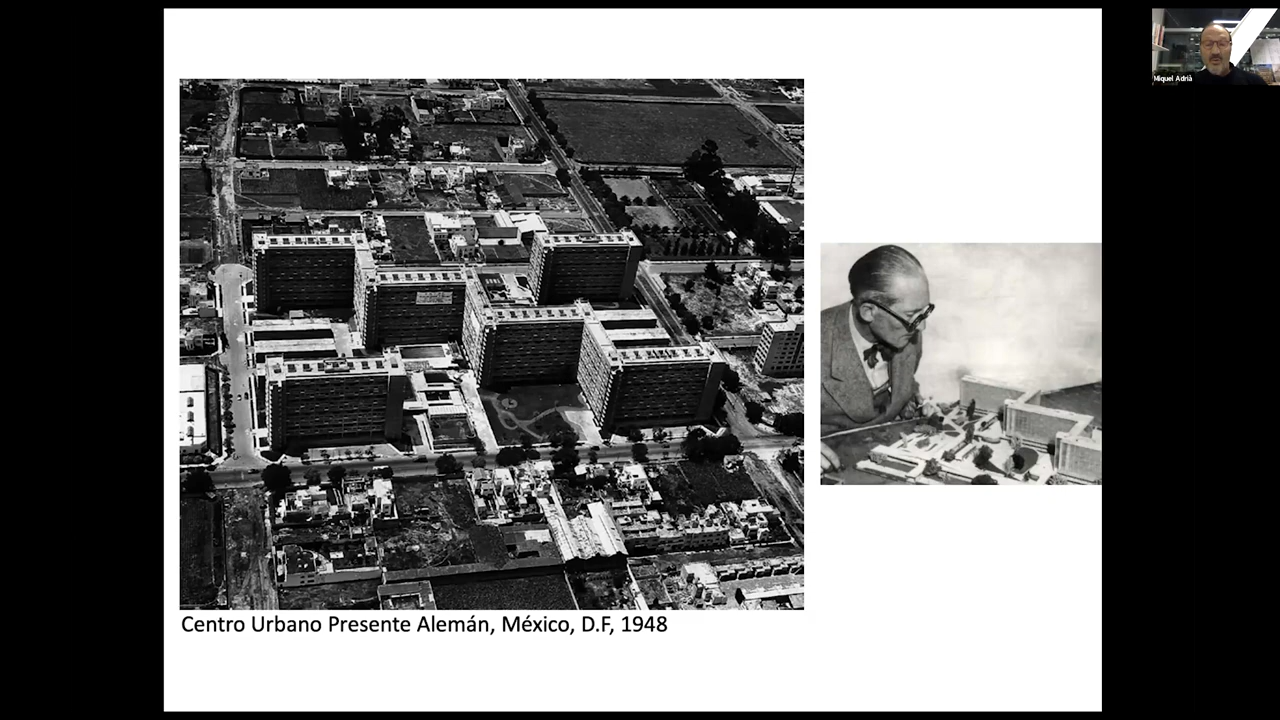 Miquel Adrià
Centro Urbano Presente Alemán, México, D.F, 1948